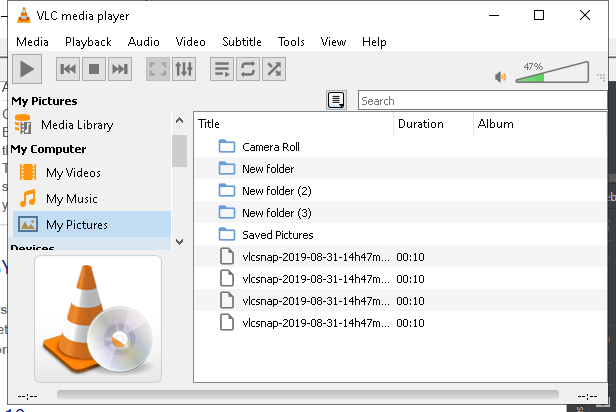 VLC media player
Media Playback Audio Video Subtitle Tools View Help
47%
My Pictures
Media Library
My Computer
My Videos
My Music
My Pictures
Devices
Search
Title Duration Album
Camera Roll
New folder
New folder (2)
New folder (3)
Saved Pictures
vlcsnap-2019-08-31-14h47m... 00:10
vlcsnap-2019-08-31-14h47m... 00:10
vlcsnap-2019-08-31-14h47m... 00:10
vlcsnap-2019-08-31-14h47m... 00:10
--:-- --:--